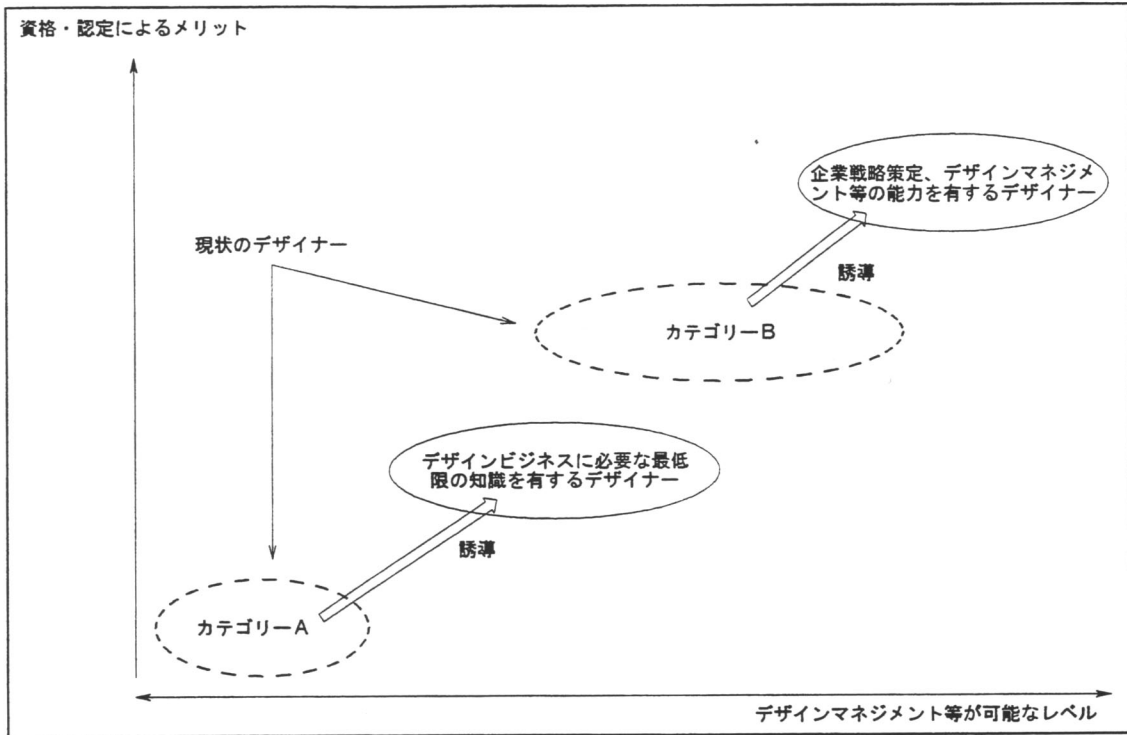 資格・認定によるメリット
企業戦略策定、デザインマネジメ
ント等の能力を有するデザイナー
現状のデザイナー
誘導
カテゴリーB
デザインビジネスに必要な最低
限の知識を有するデザイナー
誘導
カテゴリーA
デザインマネジメント等が可能なレベル